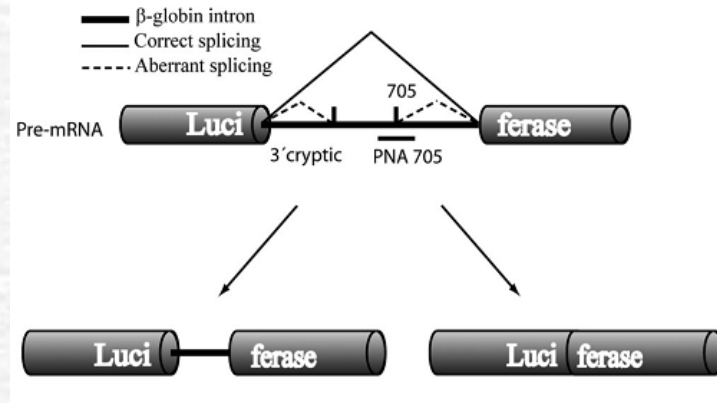 β-globin intron
Correct splicing
Aberrant splicing
705
Pre-mRNA
Luci
ferase
3´cryptic
PNA 705
Luci
ferase
Luci
ferase